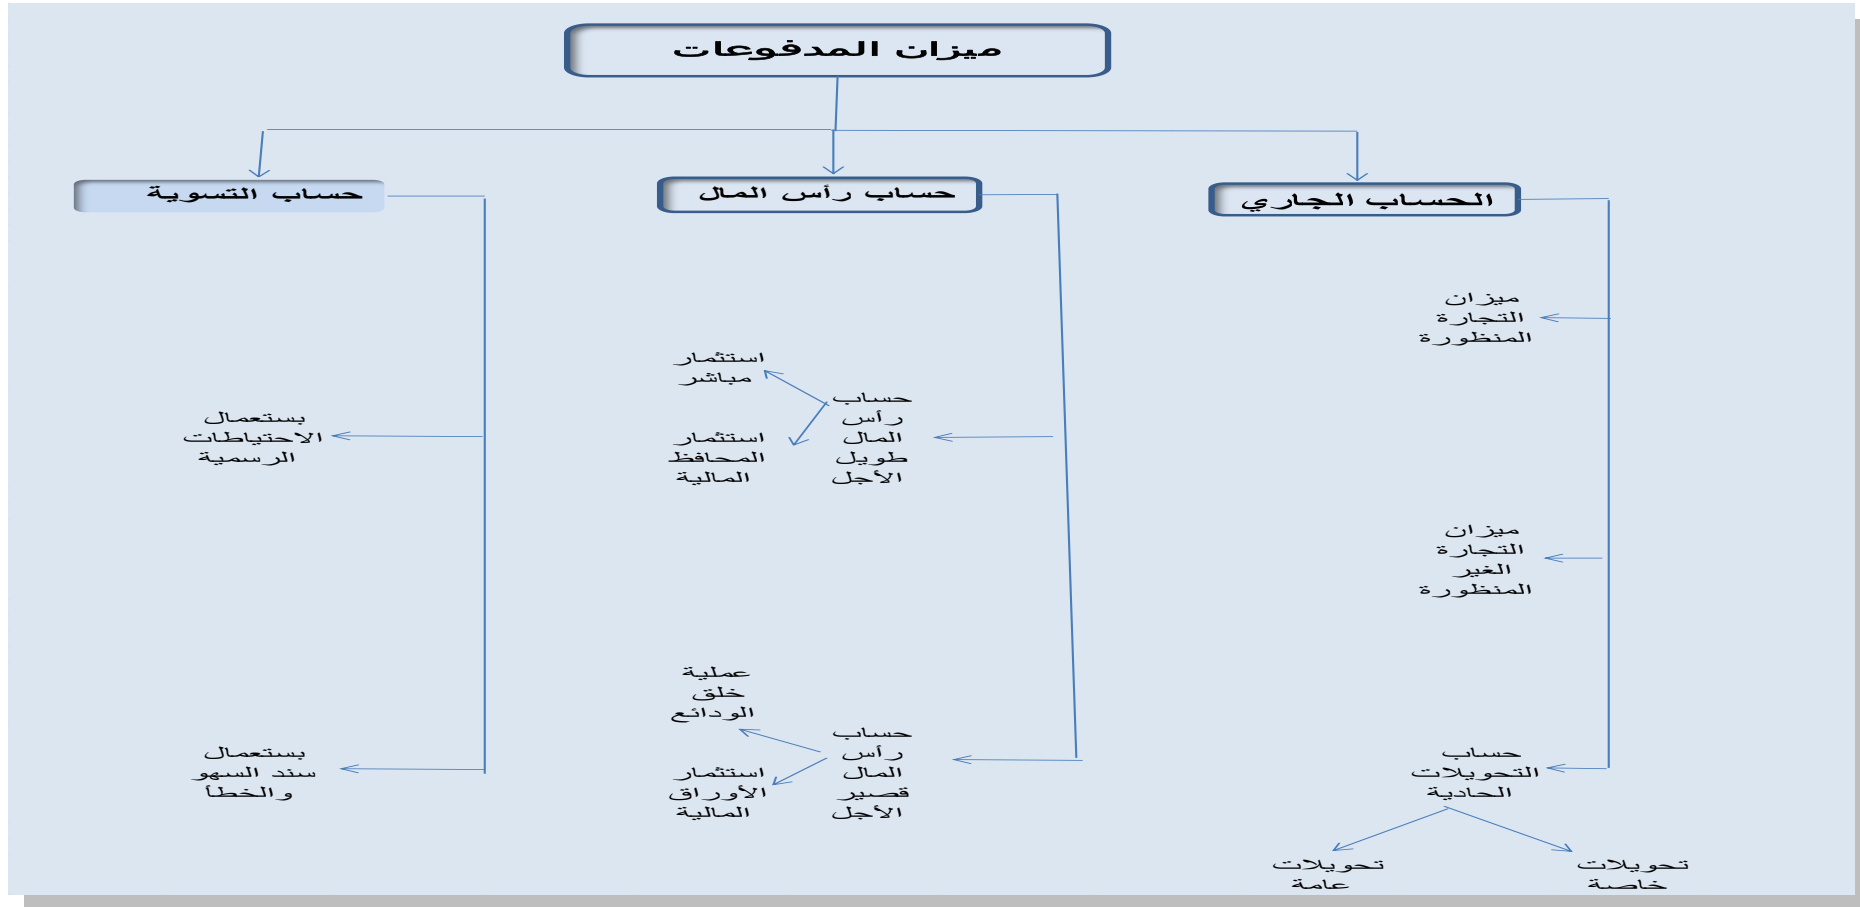 ميزان المدفوعات
الحساب الجاري
حساب رأس المال
حساب التسوية
ميزان
التجارة
المنظورة
ميزان
التجارة
الغير
المنظورة
حساب
التحويلات
الحادية
تحويلات
خاصة
تحويلات
عامة
حساب
رأس
المال
طويل
الأجل
استثمار
مباشر
استثمار
المحافظ
المالية
حساب
رأس
المال
قصير
الأجل
عملية
خلق
الودائع
استثمار
الأوراق
المالية
بستعمال
الاحتياطات
الرسمية
بستعمال
سند السهو
والخطأ